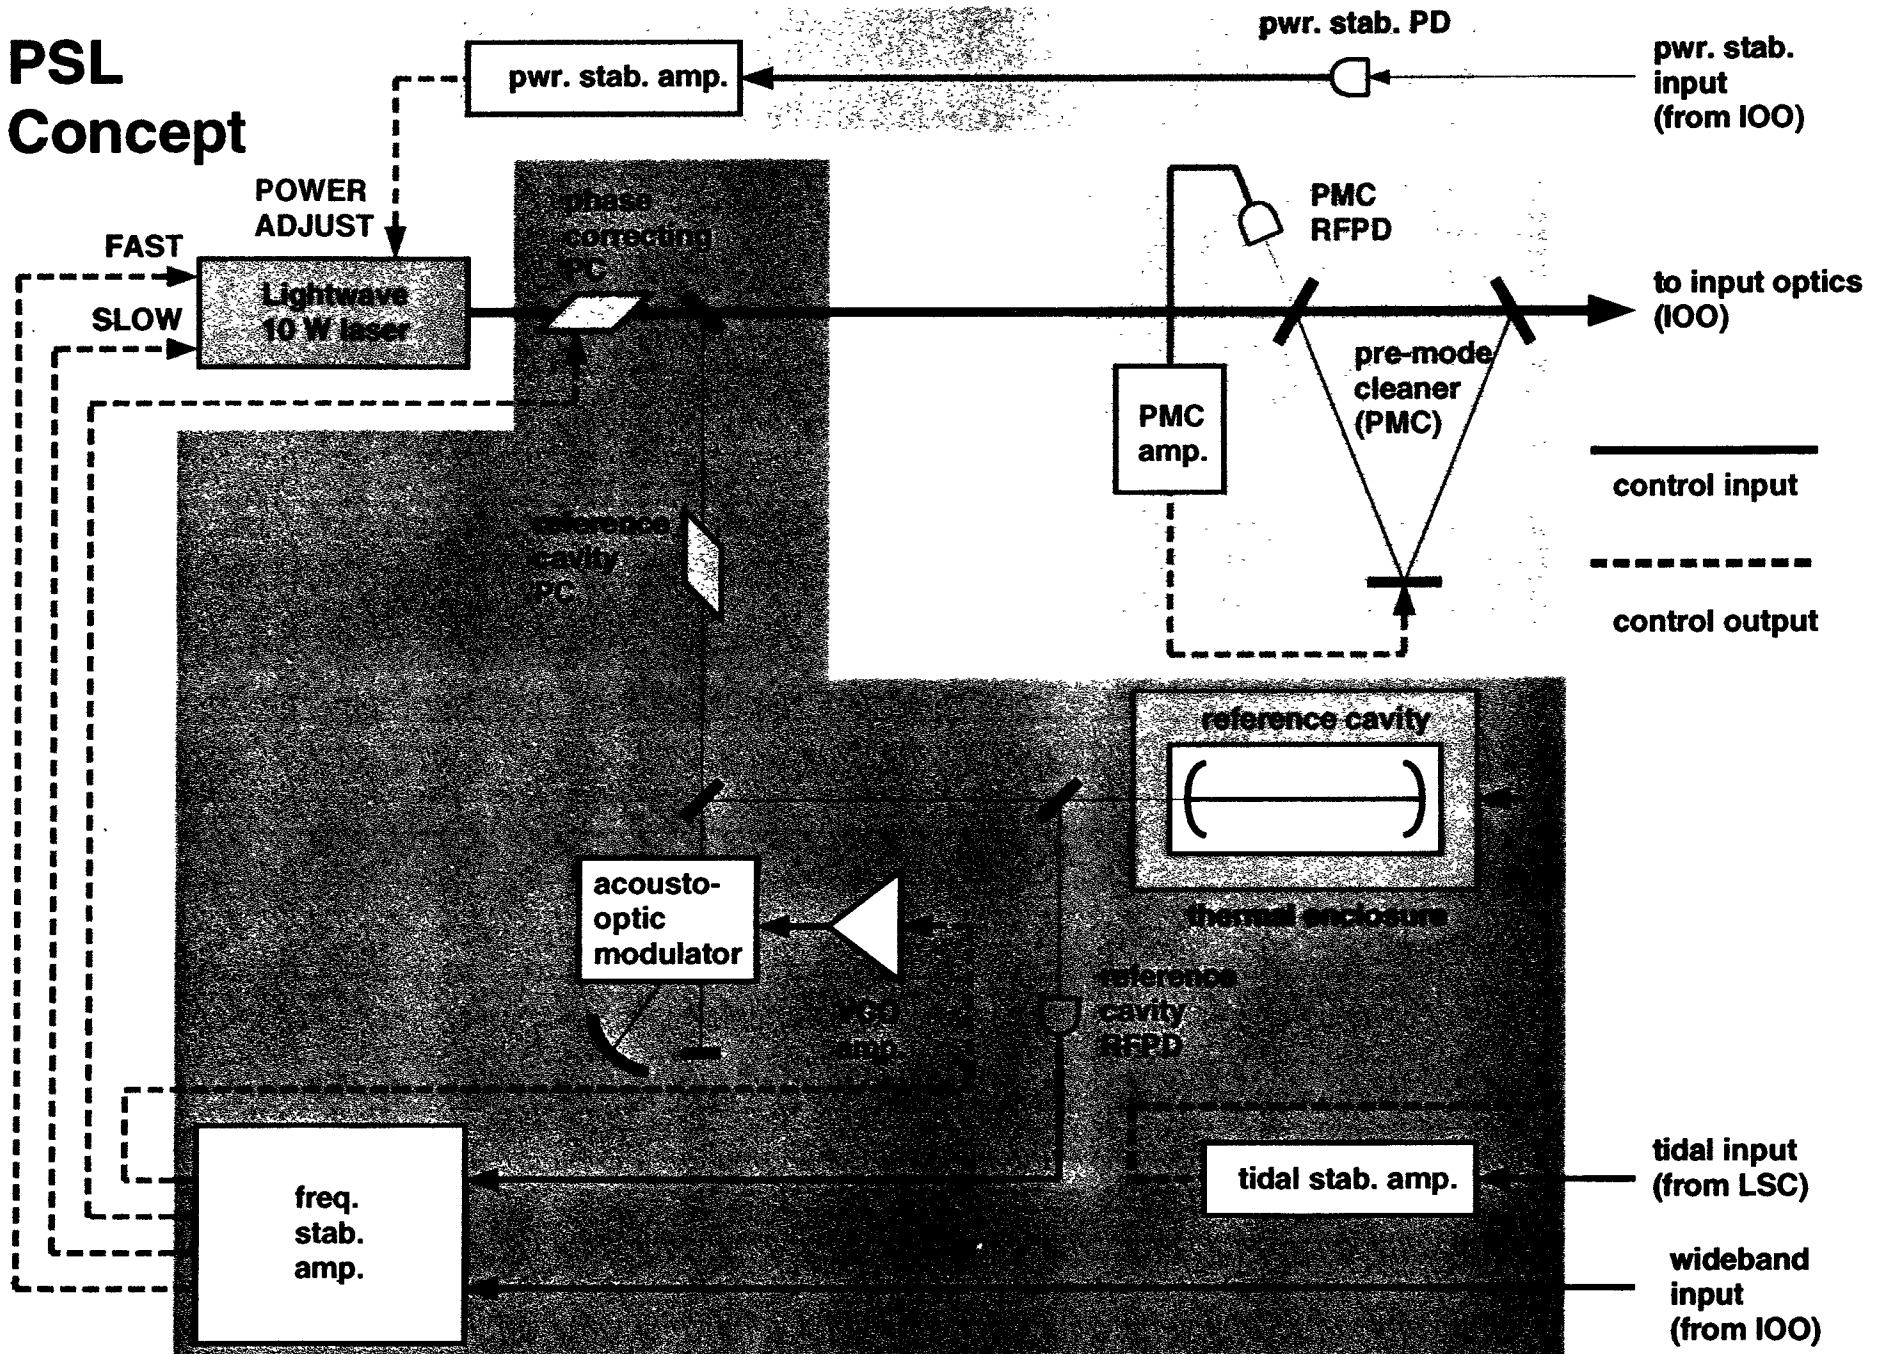 PSL
Concept
pwr. stab. amp.
pwr. stab. PD
pwr. stab.
input
(from IOO)
POWER
ADJUST
FAST
SLOW
Lightwave
10 W laser
phase
correcting
PC
PMC
RFPD
to input optics
(IOO)
pre-mode
cleaner
(PMC)
PMC
amp.
control input
control output
reference
cavity
PC
reference cavity
thermal enclosure
acousto-
optic
modulator
VCO
amp.
reference
cavity
RFPD
freq.
stab.
amp.
tidal stab. amp.
tidal input
(from LSC)
wideband
input
(from IOO)